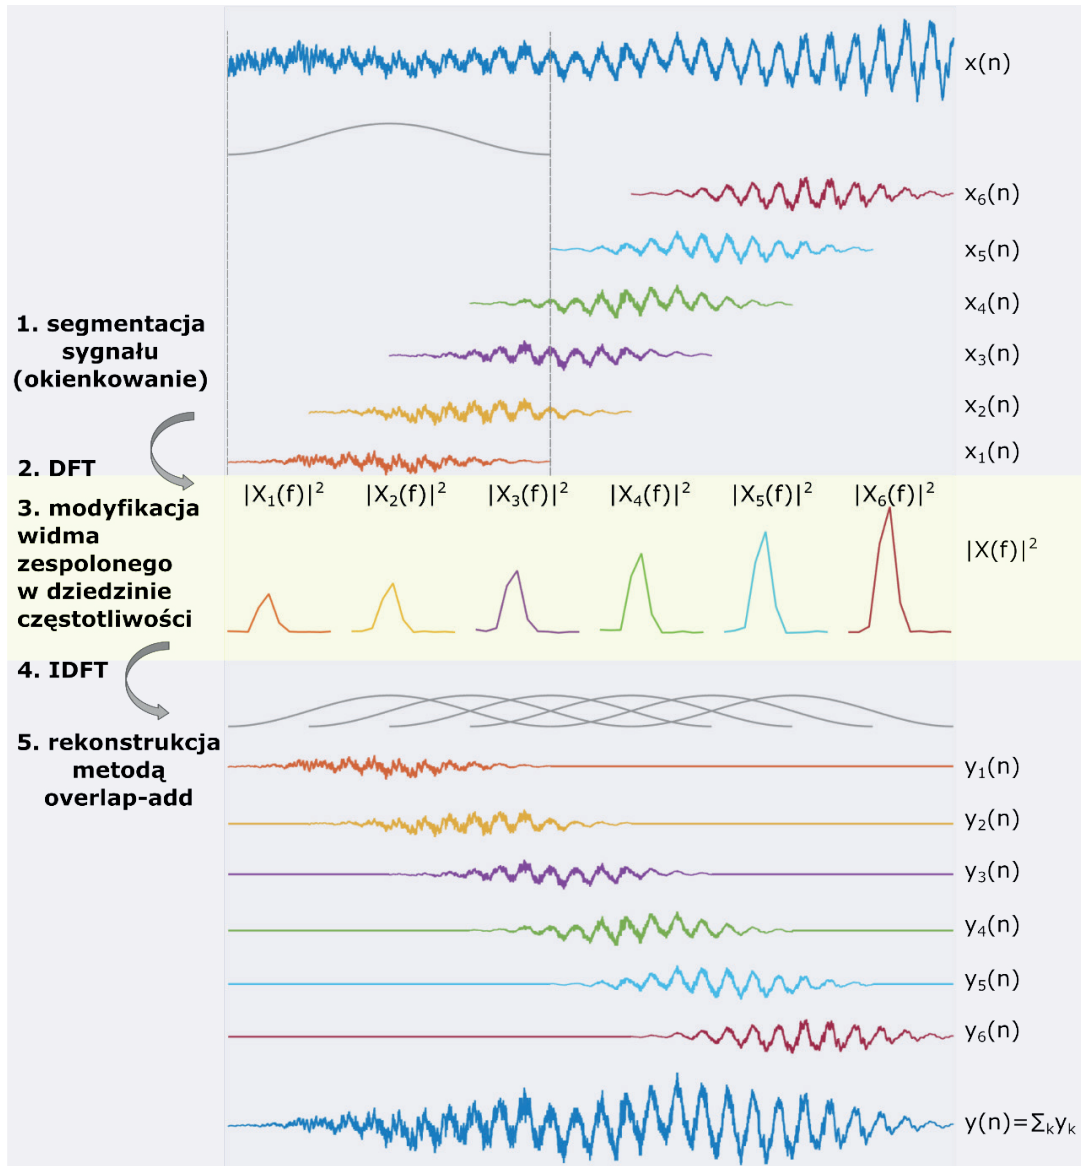 x(n)
x₆(n)
x₅(n)
x₄(n)
1. segmentacja
sygnału
(okienkowanie)
x₃(n)
x₂(n)
x₁(n)
2. DFT
|X₁(f)|² |X₂(f)|² |X₃(f)|² |X₄(f)|² |X₅(f)|² |X₆(f)|²
3. modyfikacja
widma
zespolonego
w dziedzinie
częstotliwości
|X(f)|²
4. IDFT
5. rekonstrukcja
metodą
overlap-add
y₁(n)
y₂(n)
y₃(n)
y₄(n)
y₅(n)
y₆(n)
y(n)=∑ₖyₖ